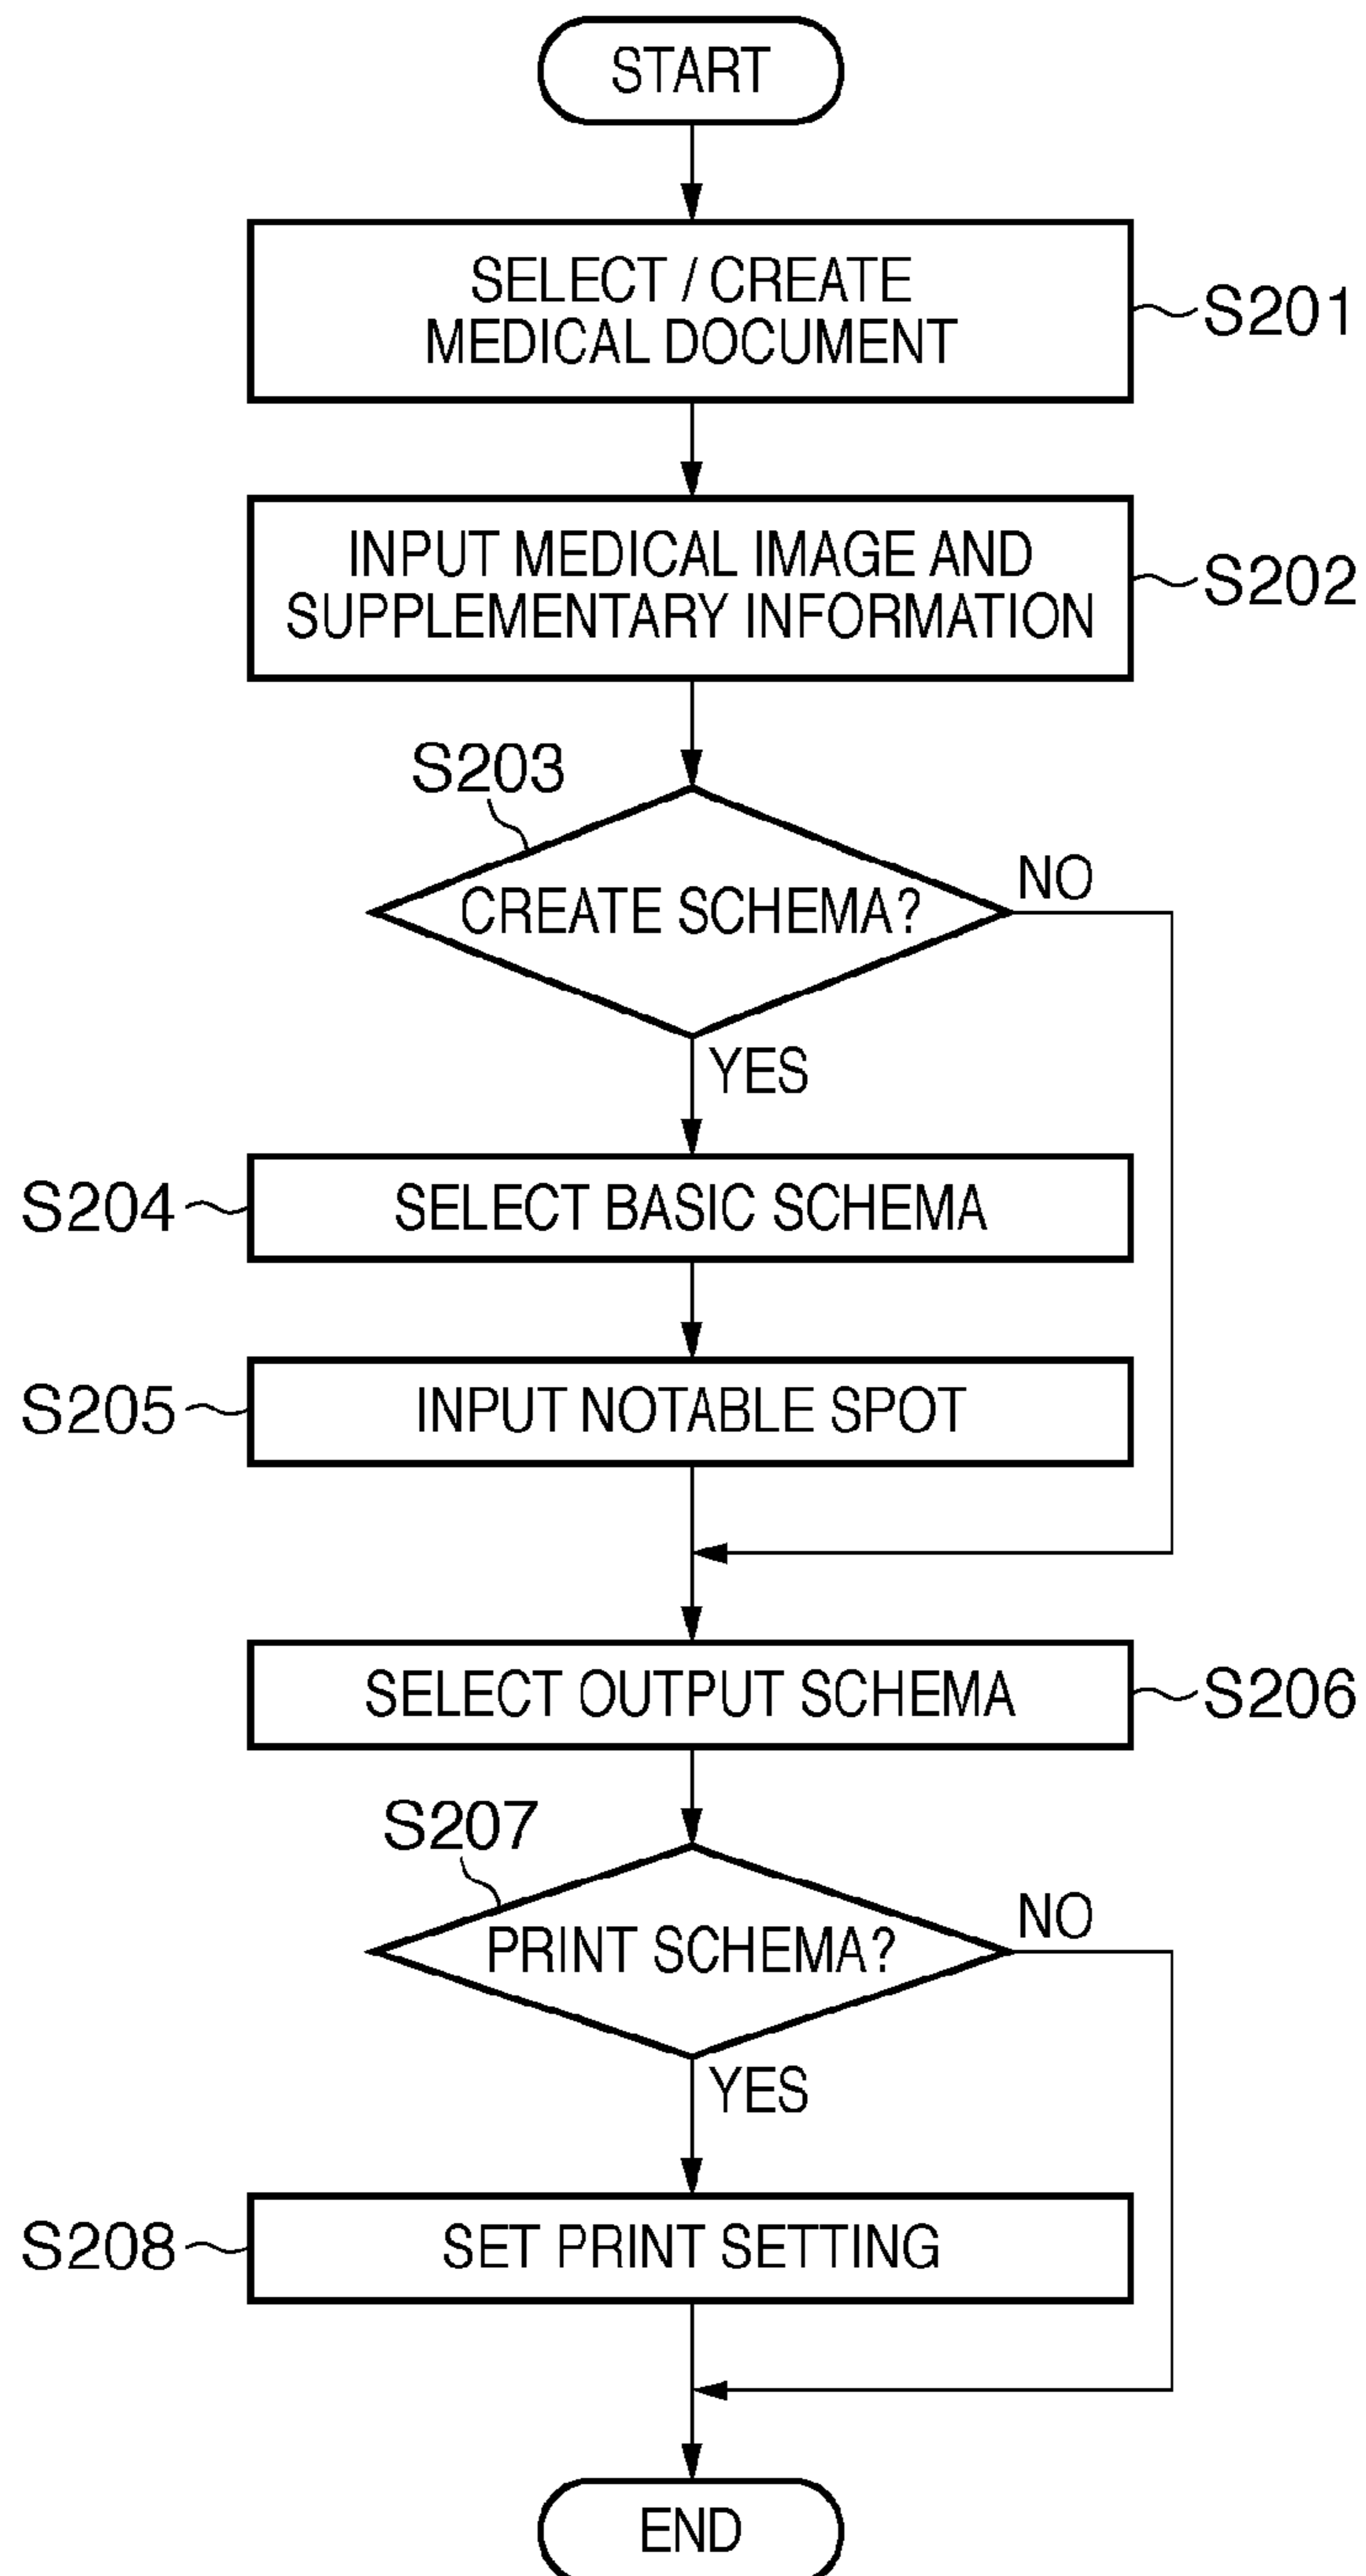 START
SELECT / CREATE
MEDICAL DOCUMENT
S201
INPUT MEDICAL IMAGE AND
SUPPLEMENTARY INFORMATION
S202
S203
CREATE SCHEMA?
NO
YES
S204
SELECT BASIC SCHEMA
S205
INPUT NOTABLE SPOT
SELECT OUTPUT SCHEMA
S206
S207
PRINT SCHEMA?
NO
YES
S208
SET PRINT SETTING
END